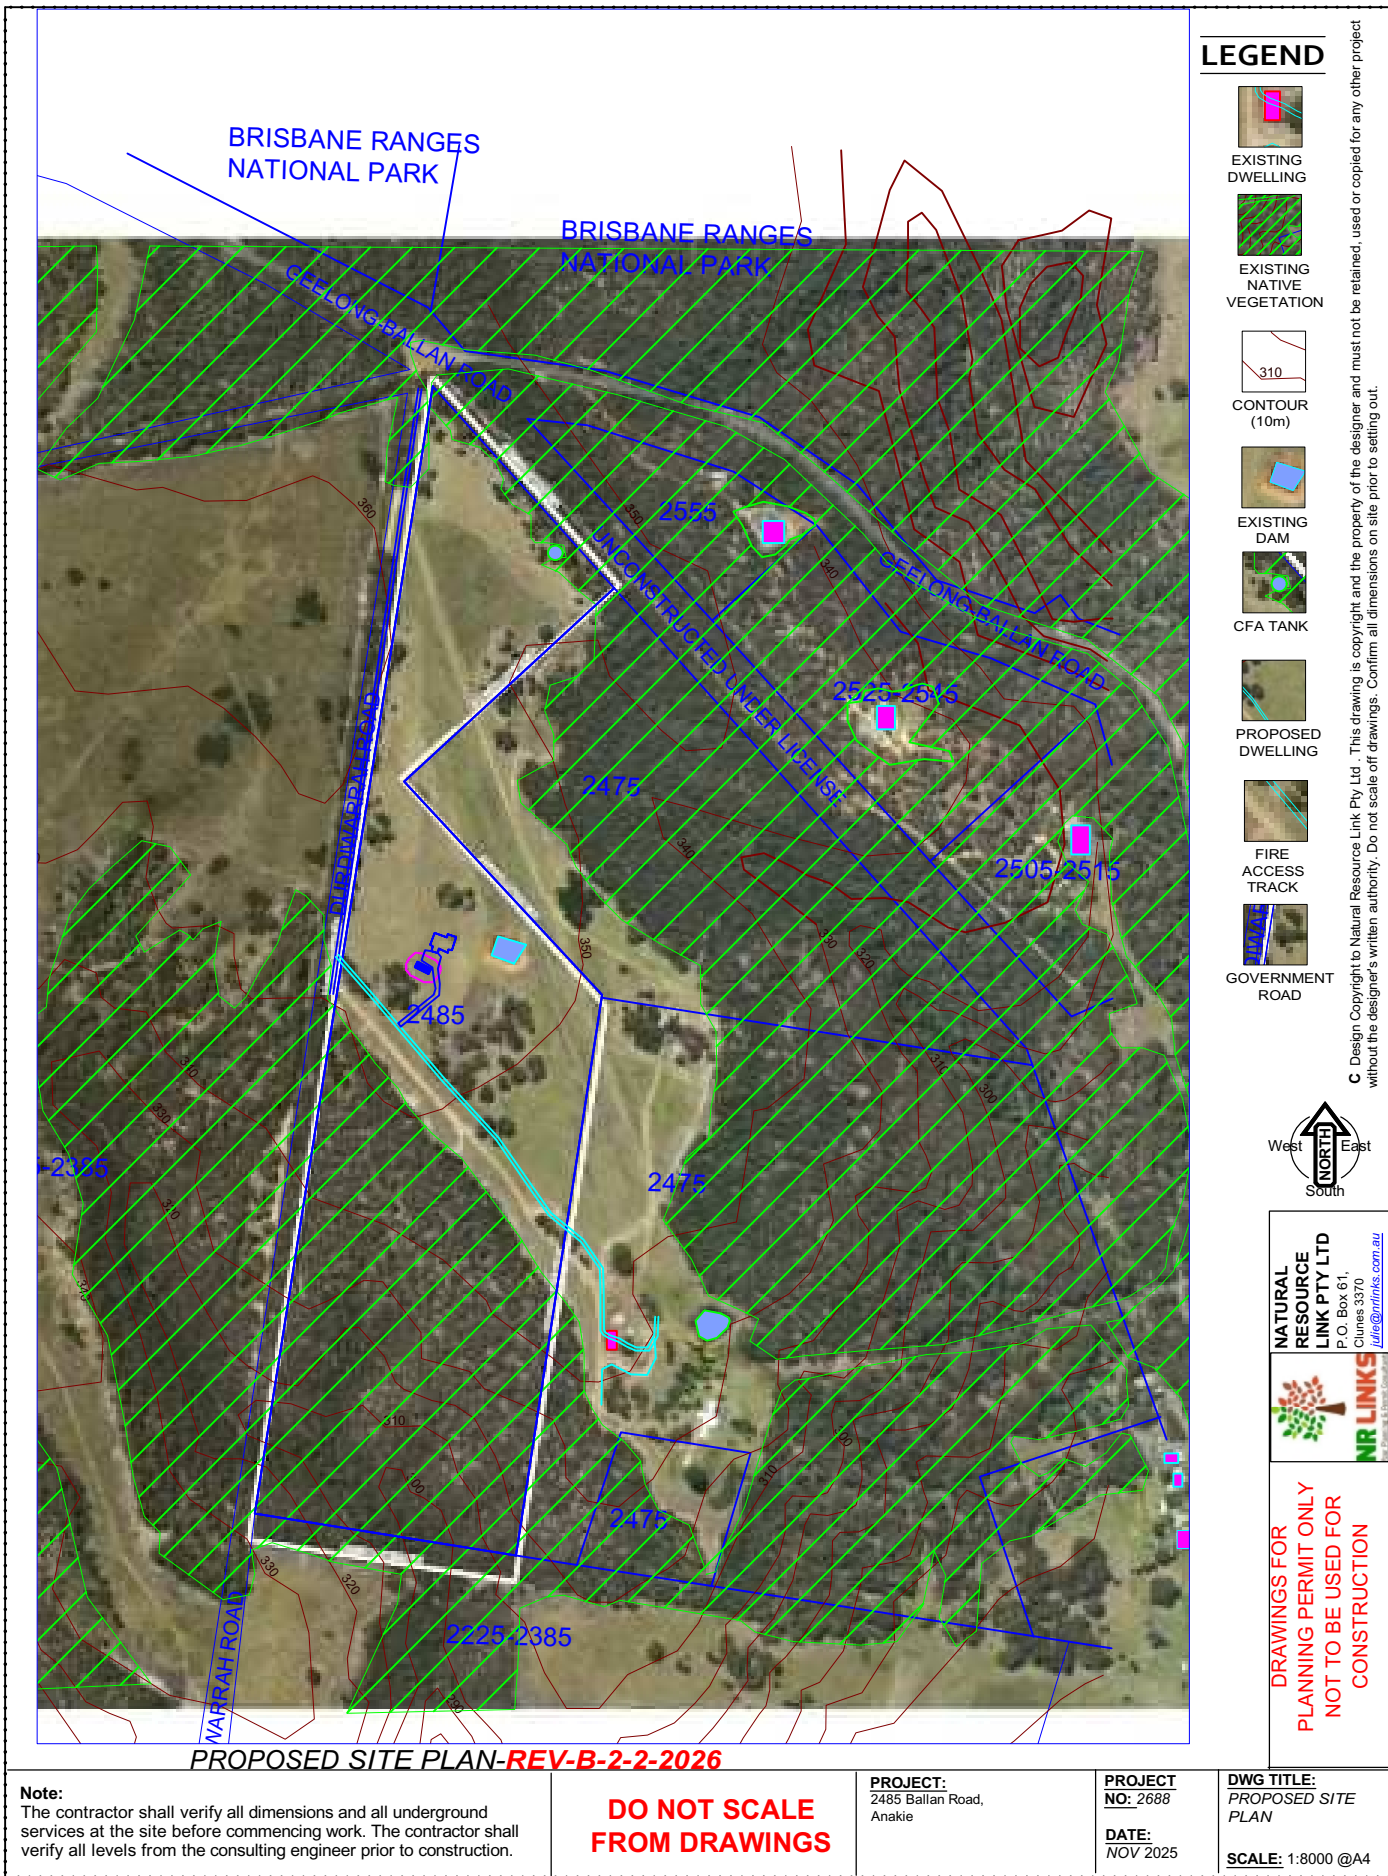 BRISBANE RANGES
NATIONAL PARK
BRISBANE RANGES
NATIONAL PARK
GEELONG-BALLAN ROAD
360
350
2555
340
UNCONSTRUCTED UNDER LICENSE
GEELONG-BALLAN ROAD
2525-2545
DURDIWARRAH ROAD
2475
340
2505-2515
330
320
350
2485
310
330
310
300
5-2385
310
2475
340
310
300
310
00
2475
330
320
2225-2385
WARRAH ROAD
290
PROPOSED SITE PLAN-REV-B-2-2-2026
LEGEND
EXISTING
DWELLING
EXISTING
NATIVE
VEGETATION
310
CONTOUR
(10m)
EXISTING
DAM
CFA TANK
PROPOSED
DWELLING
FIRE
ACCESS
TRACK
DIWAR
GOVERNMENT
ROAD
C Design Copyright to Natural Resource Link Pty Ltd . This drawing is copyright and the property of the designer and must not be retained, used or copied for any other project
without the designer's written authority. Do not scale off drawings. Confirm all dimensions on site prior to setting out.
West
NORTH
East
South
NATURAL
RESOURCE
LINK PTY LTD
P.O. Box 61,
Clunes 3370
julie@nrlinks.com.au
NR LINKS
DRAWINGS FOR
PLANNING PERMIT ONLY
NOT TO BE USED FOR
CONSTRUCTION
Note:
The contractor shall verify all dimensions and all underground
services at the site before commencing work. The contractor shall
verify all levels from the consulting engineer prior to construction.
DO NOT SCALE
FROM DRAWINGS
PROJECT:
2485 Ballan Road,
Anakie
PROJECT
NO: 2688
DATE:
NOV 2025
DWG TITLE:
PROPOSED SITE
PLAN
SCALE: 1:8000 @A4